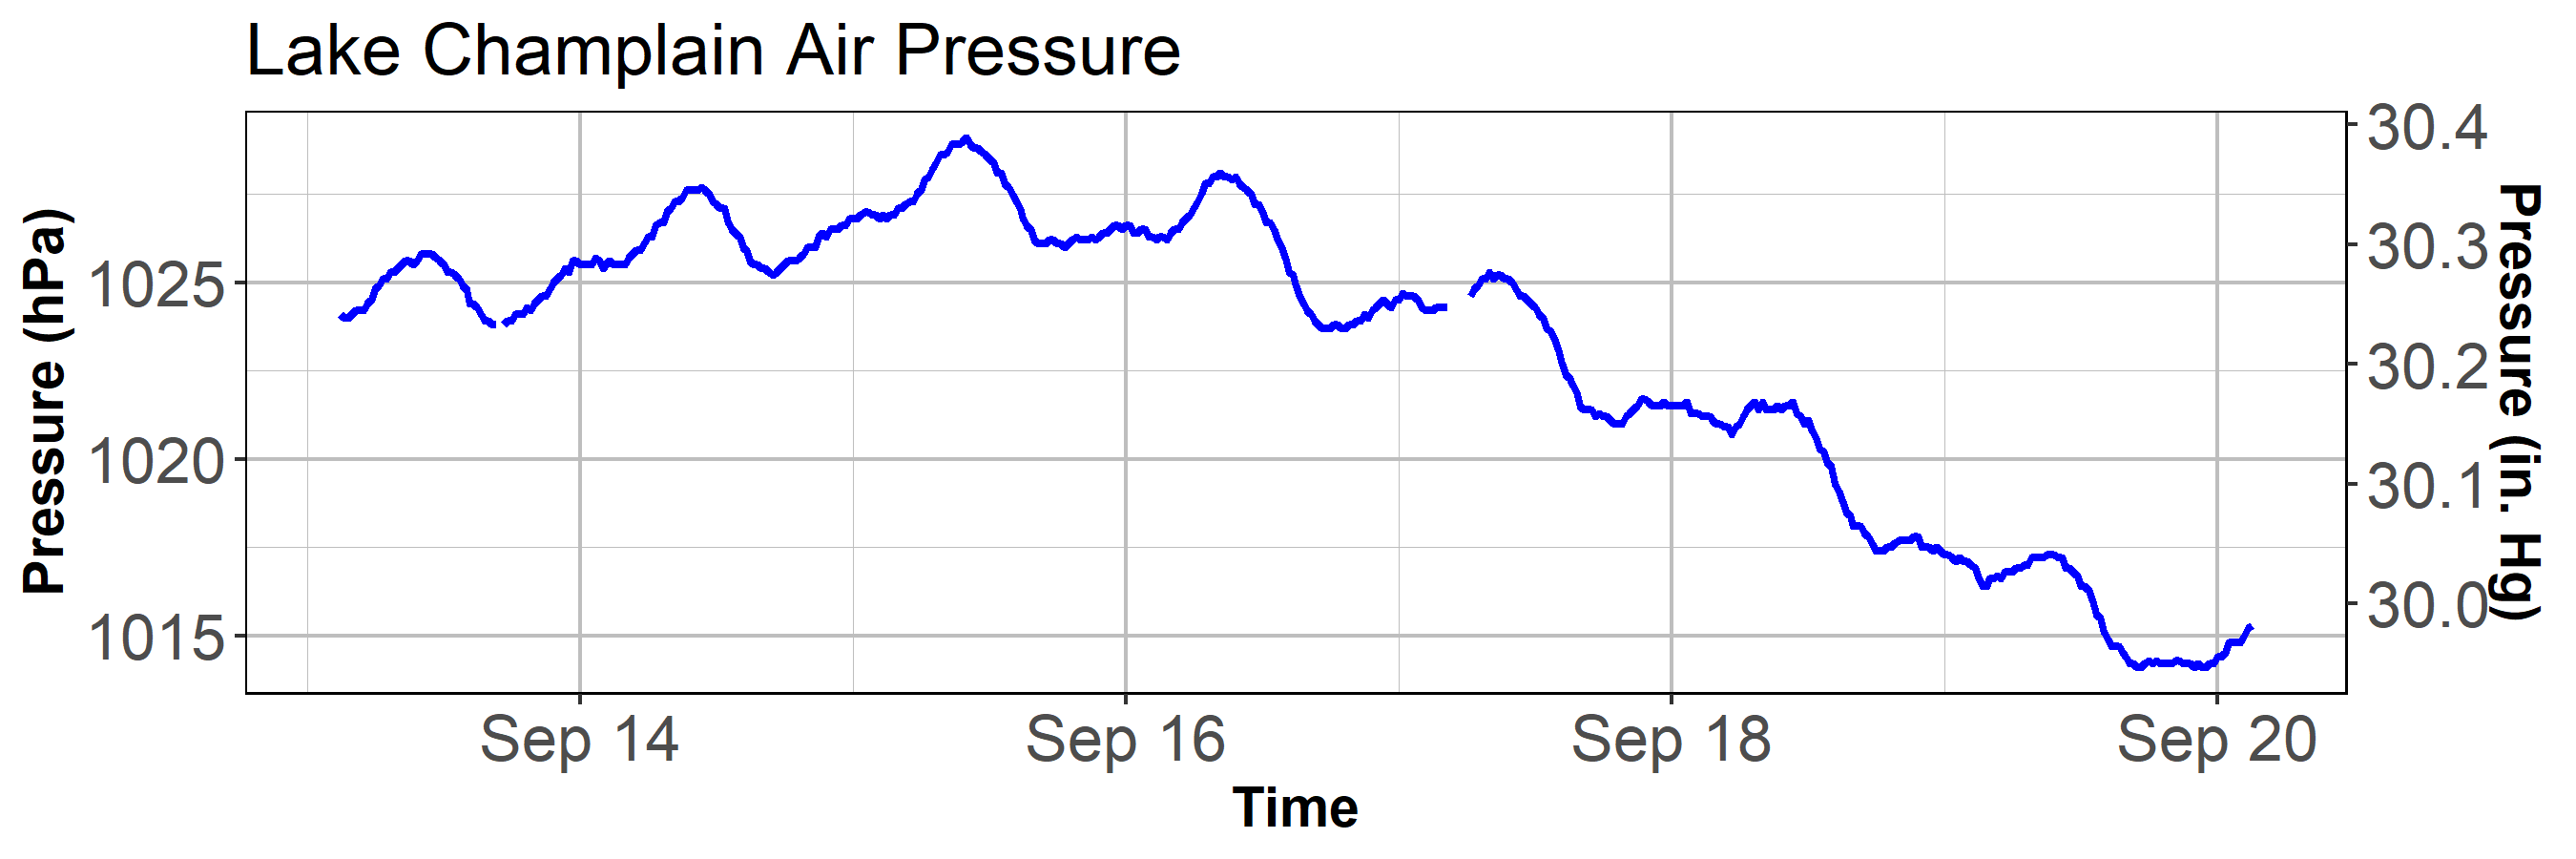 Lake Champlain Air Pressure
Pressure (hPa)
1025
1020
1015
30.4
30.3
30.2
30.1
30.0
Pressure (in. Hg)
Sep 14
Sep 16
Sep 18
Sep 20
Time